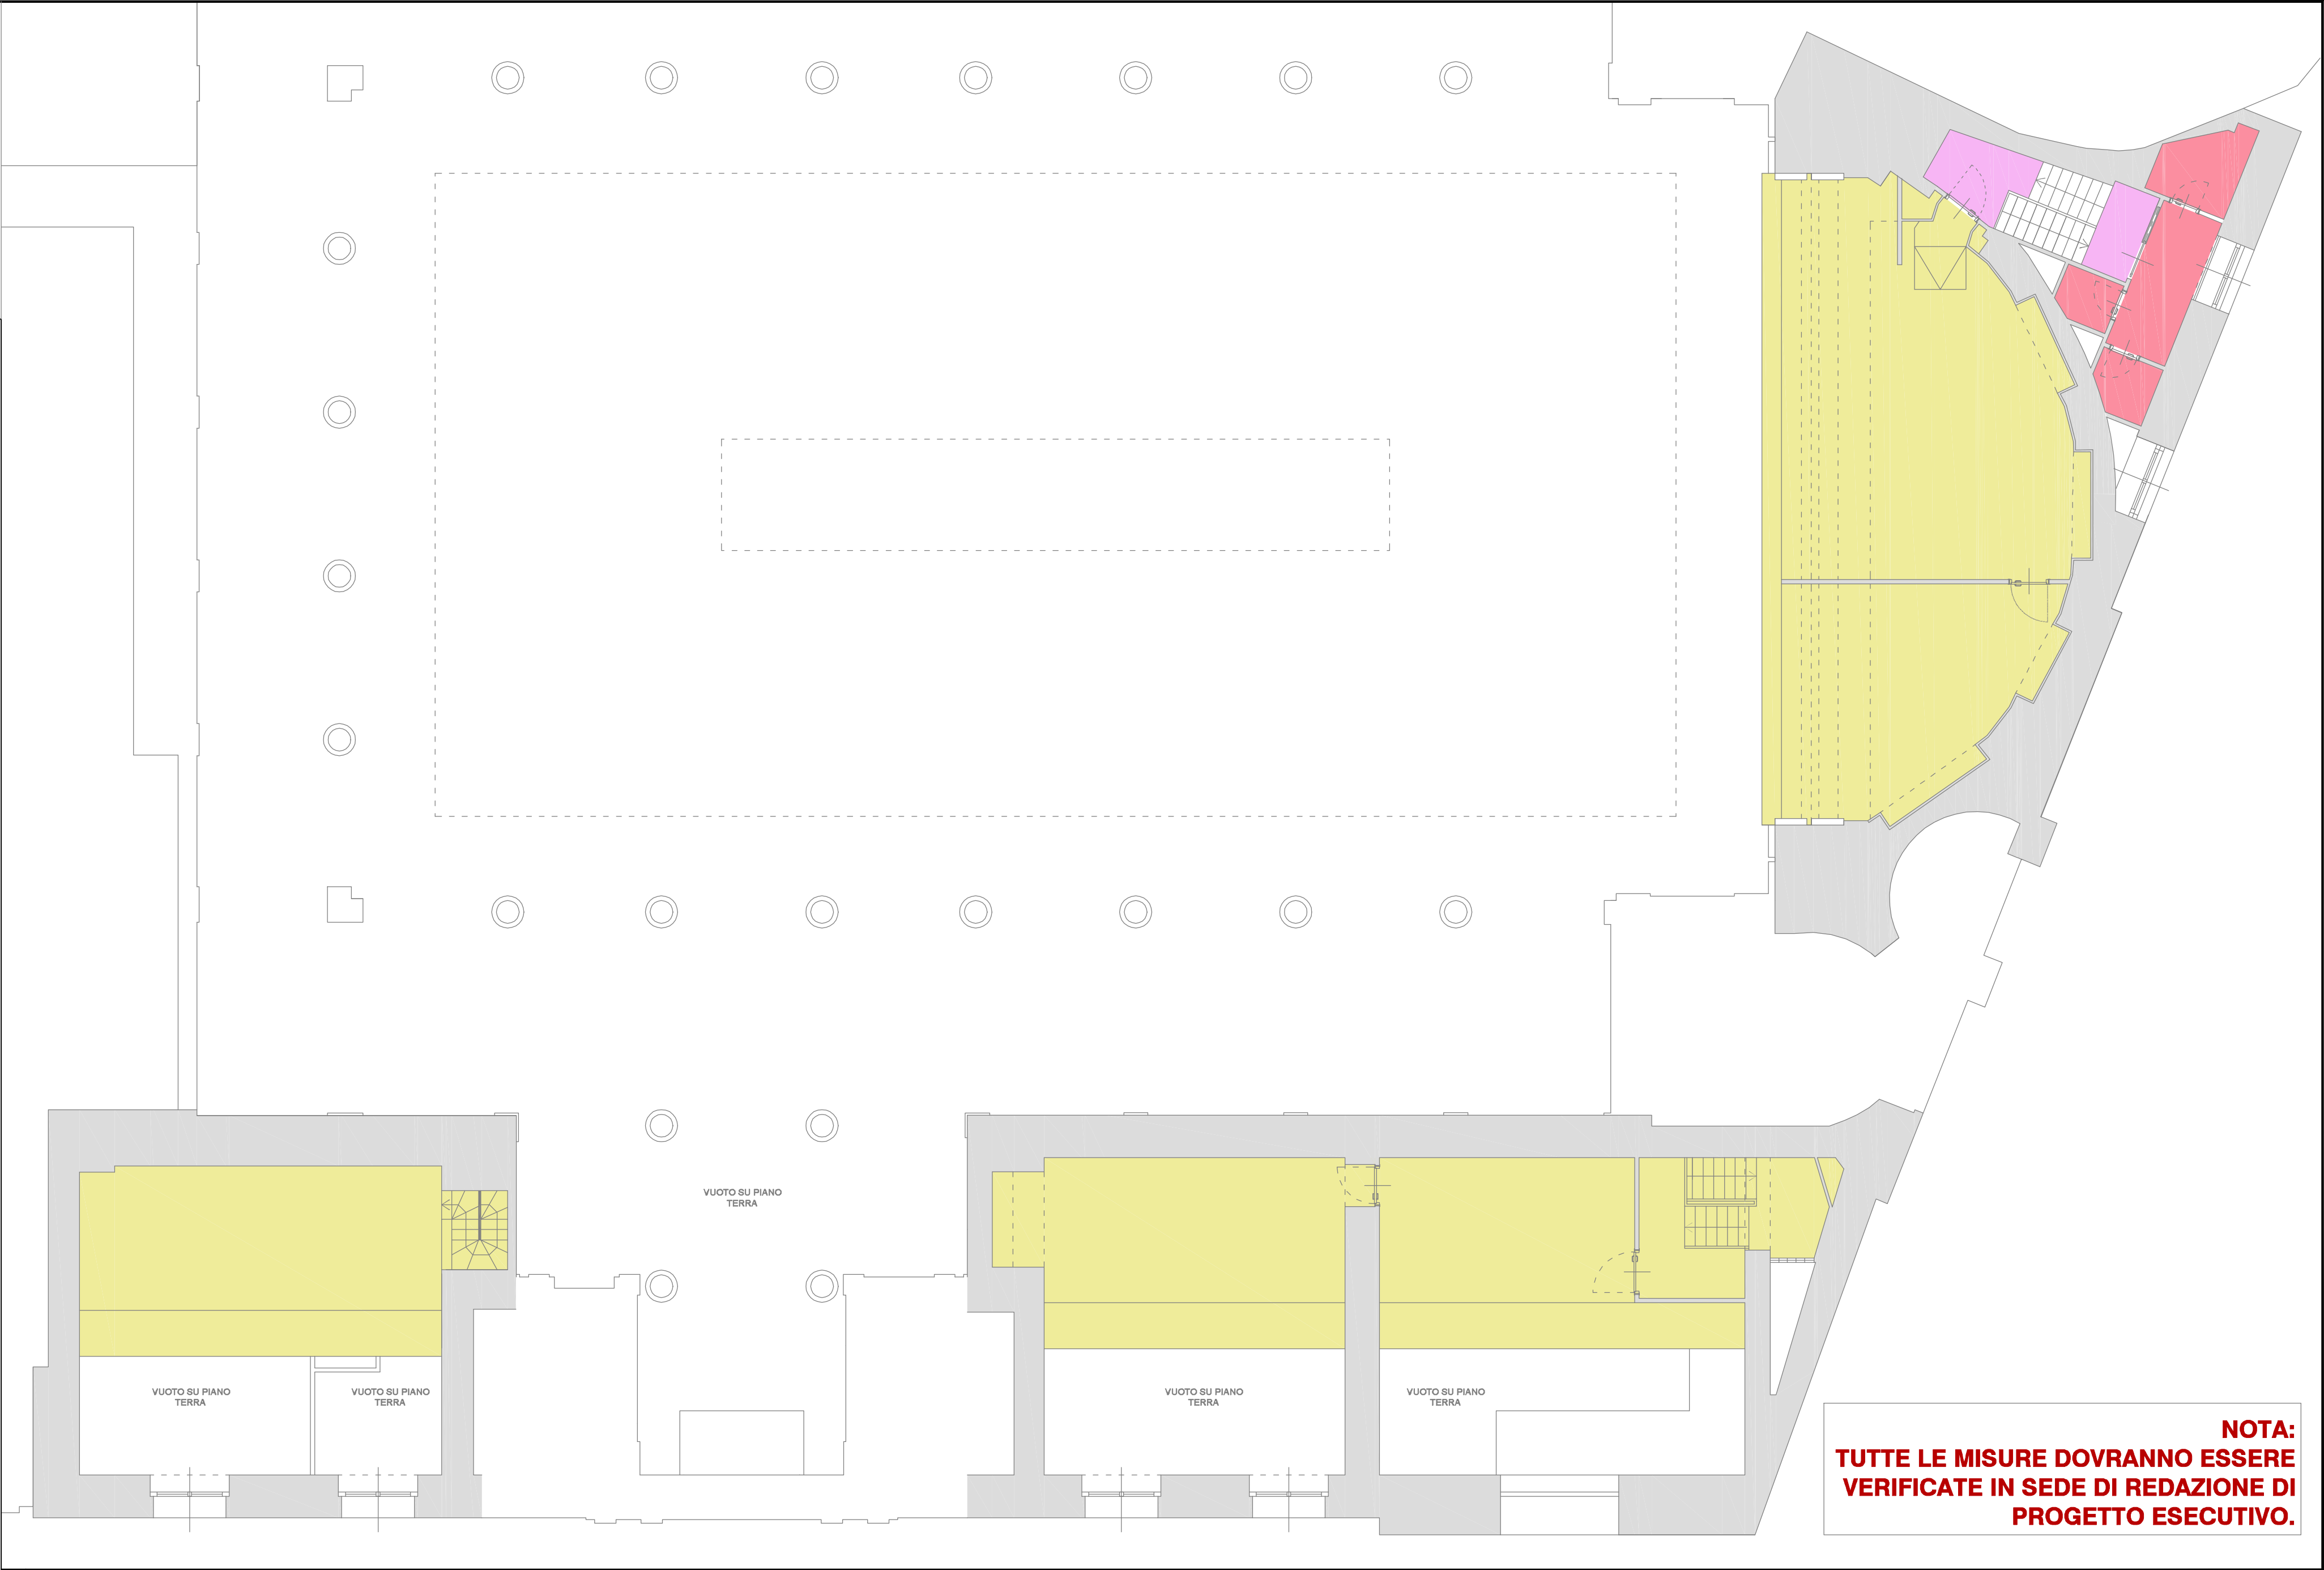 VUOTO SU PIANO
TERRA
VUOTO SU PIANO
TERRA
VUOTO SU PIANO
TERRA
VUOTO SU PIANO
TERRA
VUOTO SU PIANO
TERRA
NOTA:
TUTTE LE MISURE DOVRANNO ESSERE
VERIFICATE IN SEDE DI REDAZIONE DI
PROGETTO ESECUTIVO.